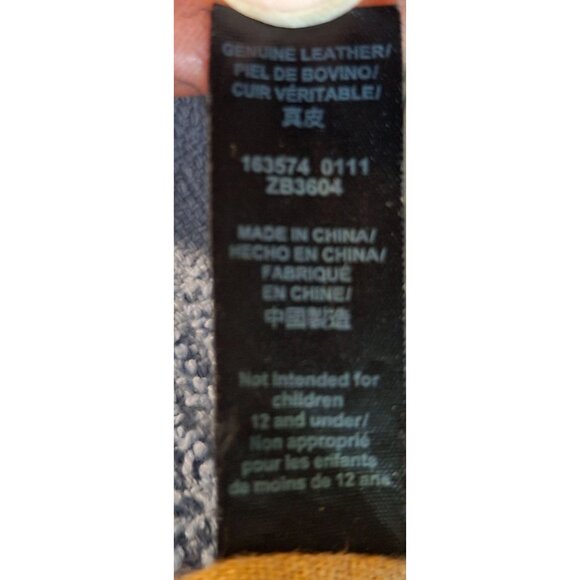 GENUINE LEATHER/
PIEL DE BOVINO/
CUIR VÉRITABLE/
真皮
163574 0111
ZB3604
MADE IN CHINA/
HECHO EN CHINA/
FABRIQUÉ
EN CHINE/
中國製造
Not Intended for
children
12 and under/
Non approprié
pour les enfants
de moins de 12 ans